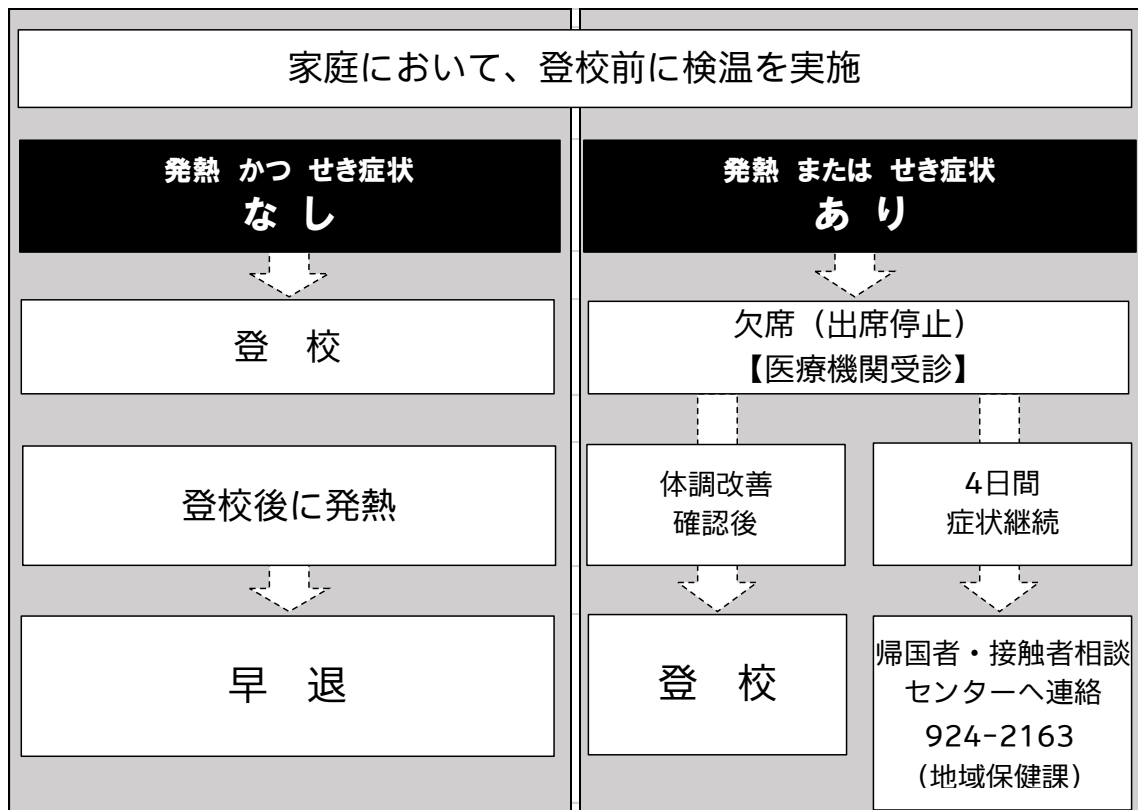 家庭において、登校前に検温を実施
発熱 かつ せき症状
なし
登 校
登校後に発熱
早 退
発熱 または せき症状
あり
欠席（出席停止）
【医療機関受診】
体調改善
確認後
登 校
4日間
症状継続
帰国者・接触者相談
センターへ連絡
924-2163
（地域保健課）